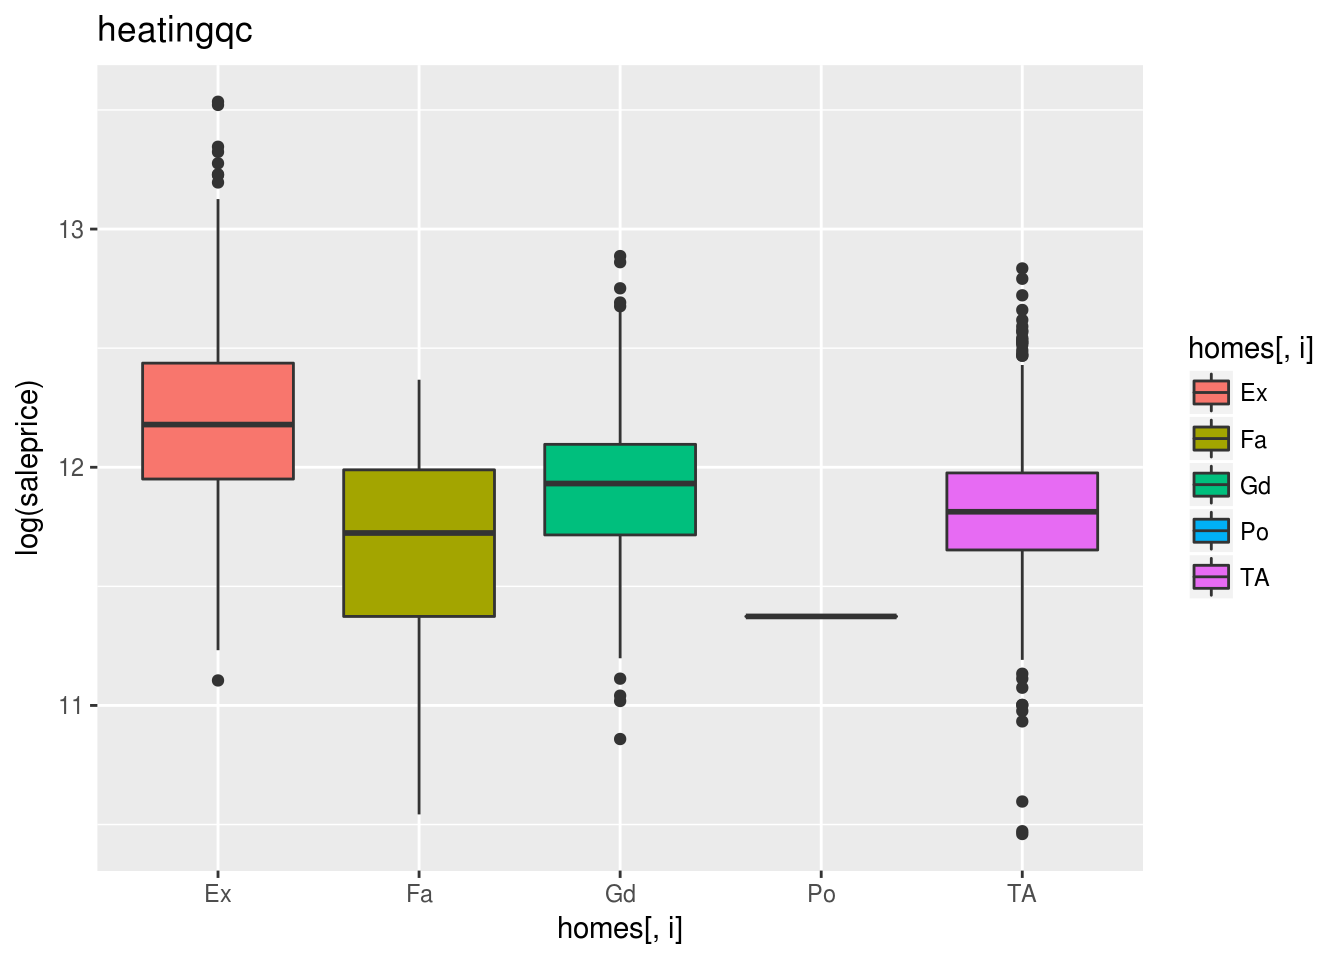 heatingqc
log(saleprice)
13
12
11
Ex Fa Gd Po TA
homes[, i]
homes[, i]
Ex
Fa
Gd
Po
TA